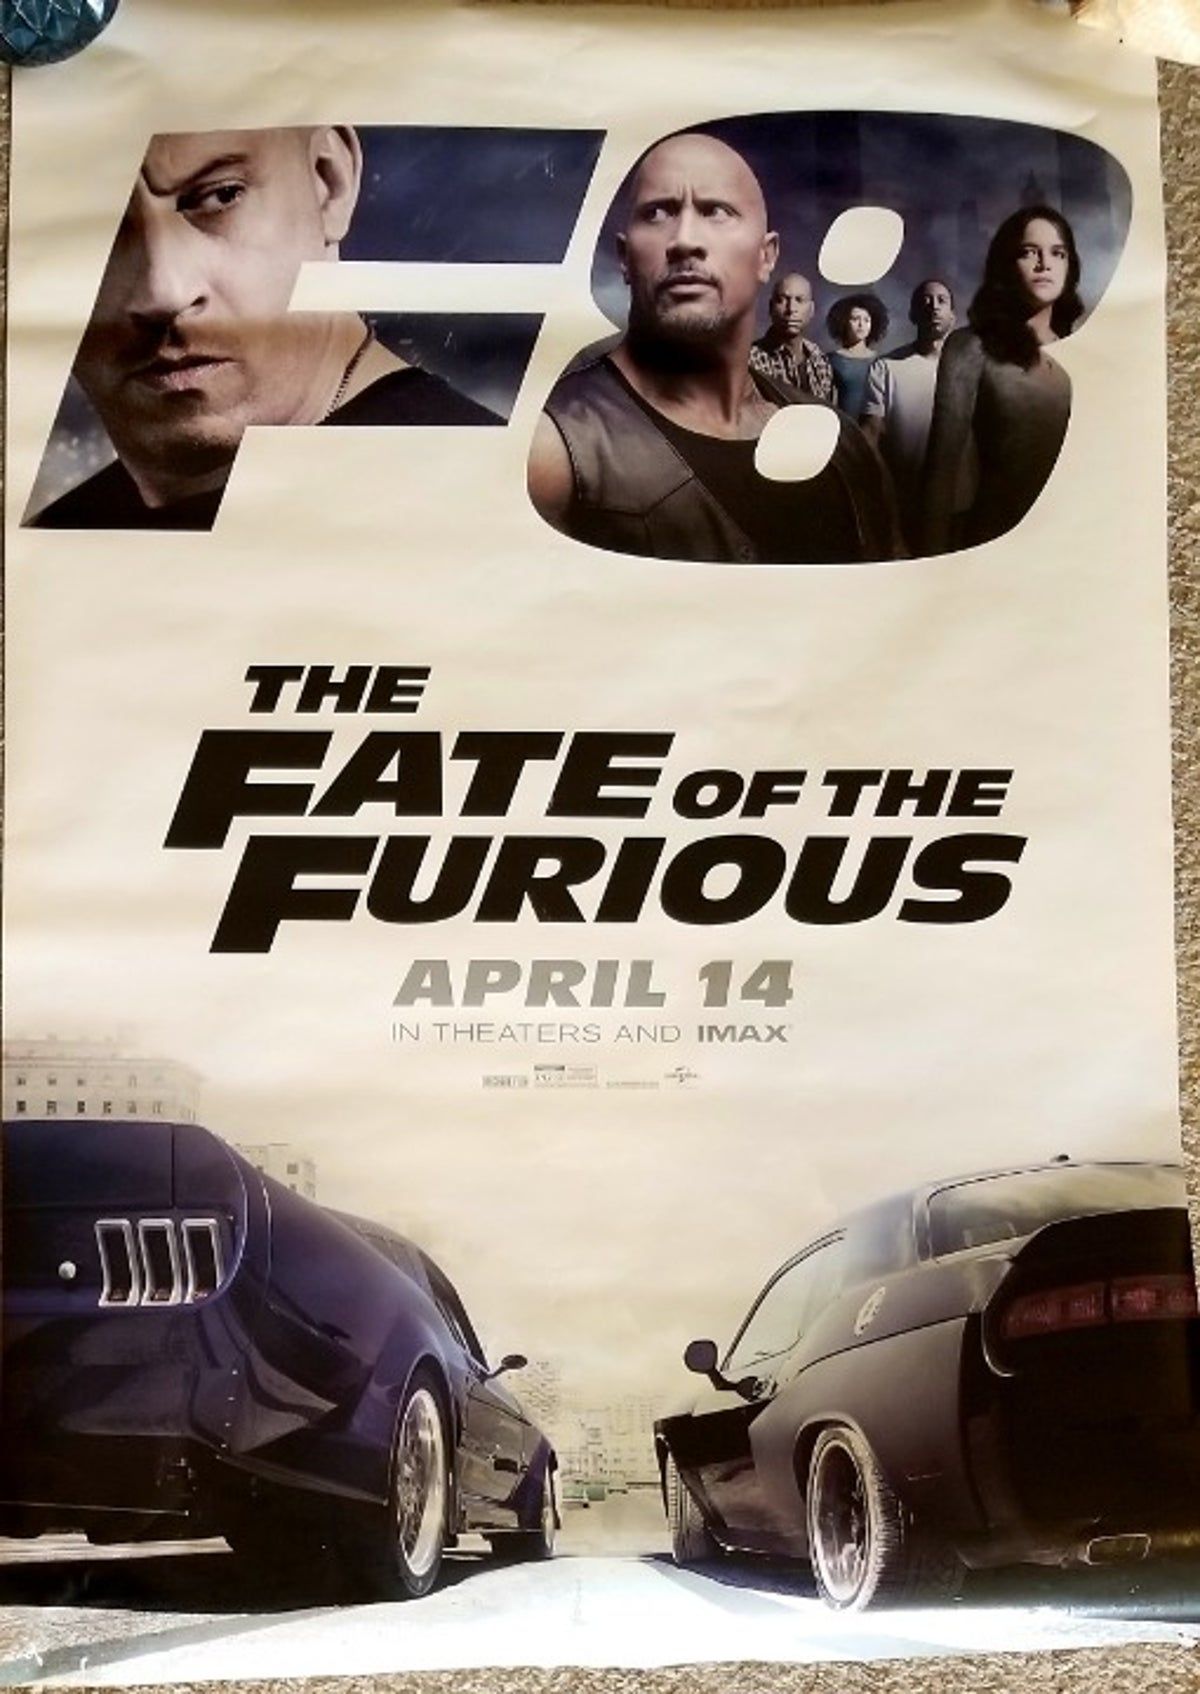 F8
THE
FATE OF THE
FURIOUS
APRIL 14
IN THEATERS AND IMAX